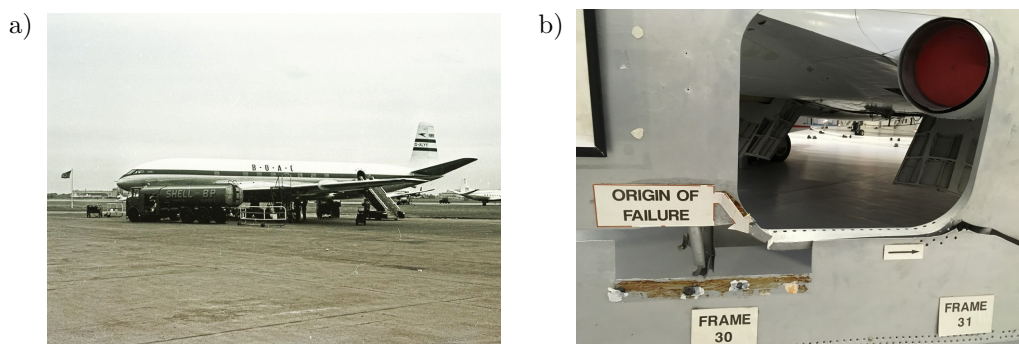 a)
B·O·A·C
SHELL BP
b)
ORIGIN OF
FAILURE
FRAME
30
FRAME
31